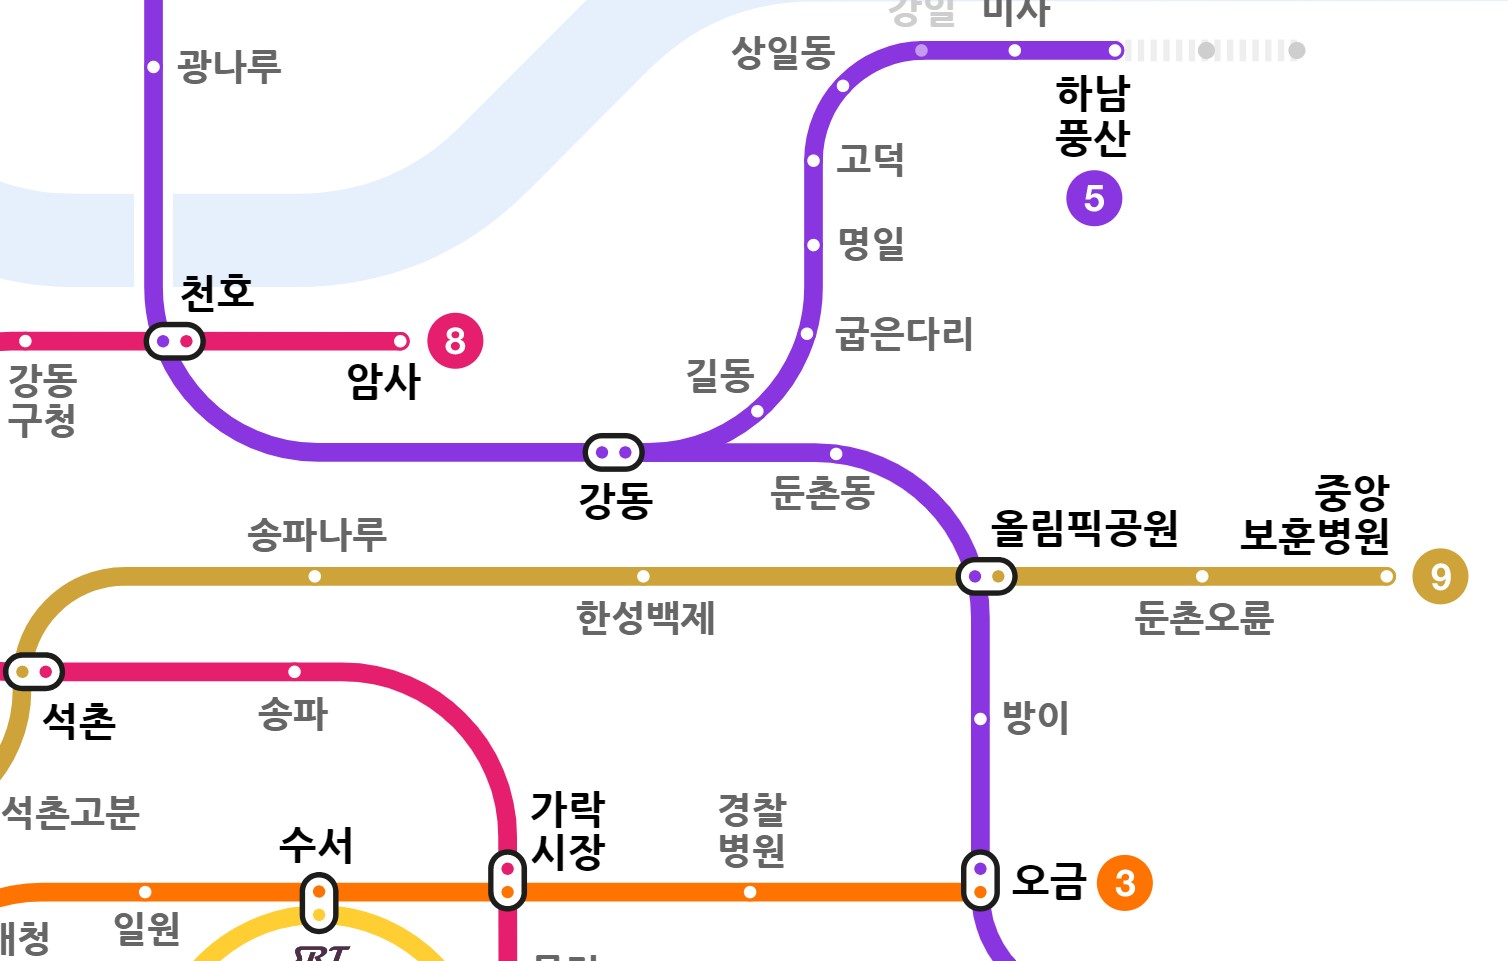 강일
미사
상일동
광나루
하남
풍산
고덕
5
명일
천호
굽은다리
8
암사
길동
강동
구청
강동
둔촌동
중앙
보훈병원
올림픽공원
송파나루
9
한성백제
둔촌오륜
송파
석촌
방이
석촌고분
가락
시장
경찰
병원
수서
오금
3
일원
청
SRT